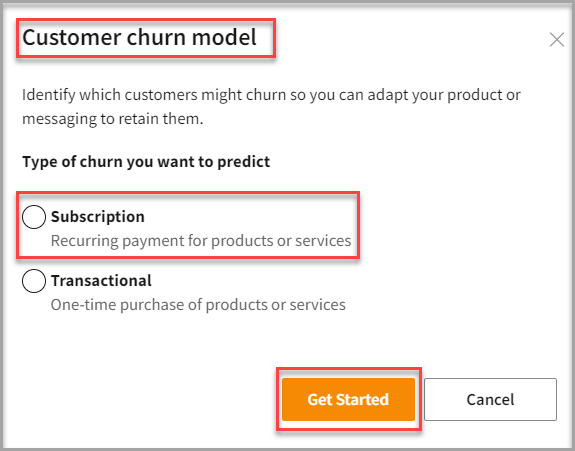 Customer churn model
Identify which customers might churn so you can adapt your product or
messaging to retain them.
Type of churn you want to predict
Subscription
Recurring payment for products or services
Transactional
One-time purchase of products or services
Get Started
Cancel